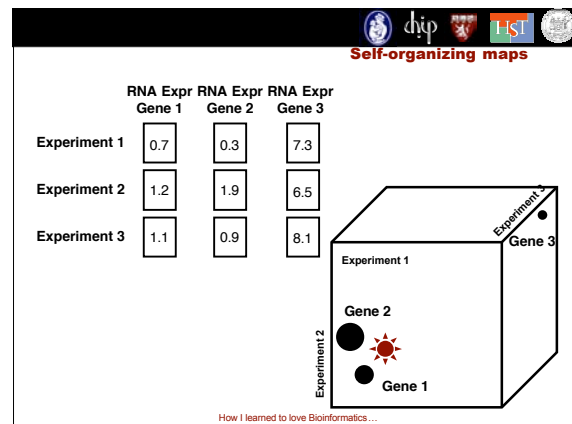 chip HST
Self-organizing maps
RNA Expr RNA Expr RNA Expr
Gene 1 Gene 2 Gene 3
Experiment 1 0.7 0.3 7.3
Experiment 2 1.2 1.9 6.5
Experiment 3 1.1 0.9 8.1
Experiment 3
Gene 3
Experiment 1
Gene 2
Experiment 2
Gene 1
How I learned to love Bioinformatics…